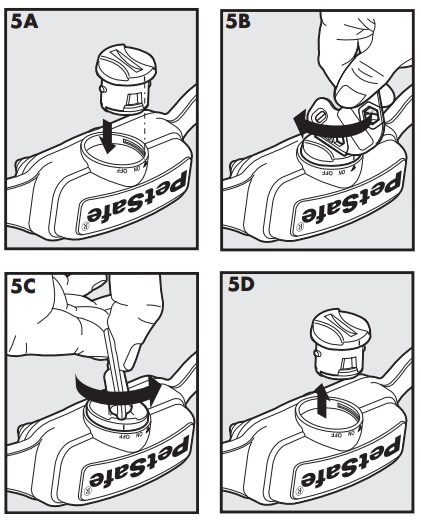 5A
OFF
ON
PetSafe
®
5B
OFF
ON
PetSafe
®
5C
OFF
ON
PetSafe
®
5D
OFF
ON
PetSafe
®